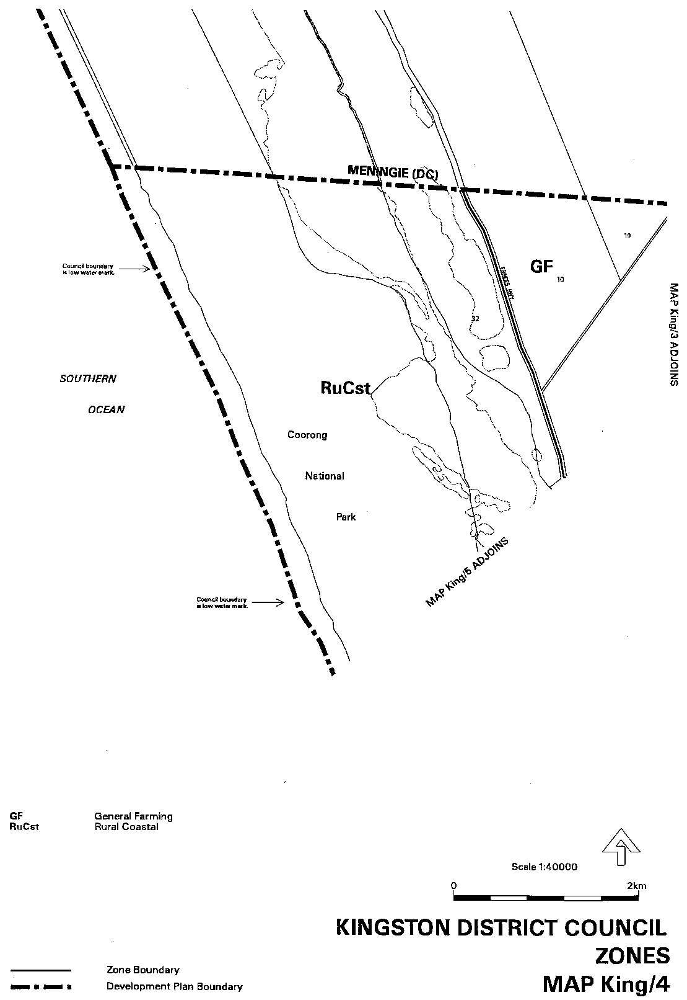 MENINGIE (DC)
19
GF
10
PRINCES HWY
Council boundary
is low water mark.
MAP King/3 ADJOINS
32
SOUTHERN
OCEAN
RuCst
Coorong
National
Park
MAP King/5 ADJOINS
Council boundary
is low water mark.
GF General Farming
RuCst Rural Coastal
Scale 1:40000
0 2km
KINGSTON DISTRICT COUNCIL
ZONES
MAP King/4
Zone Boundary
Development Plan Boundary